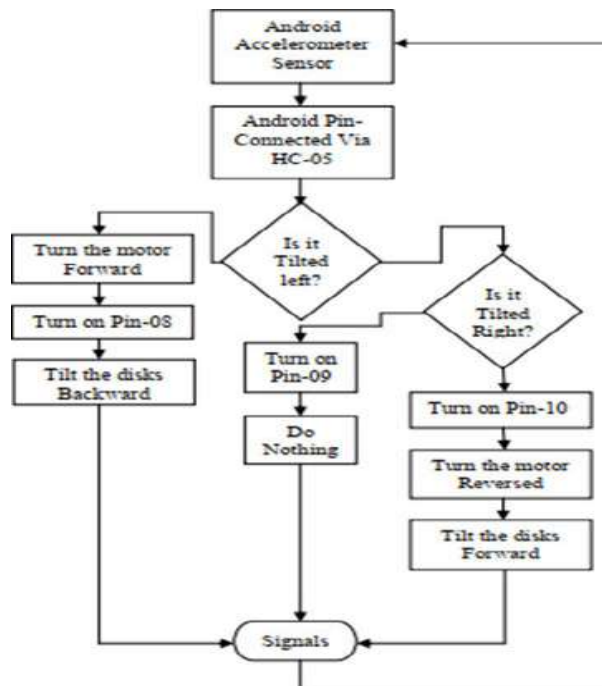 Android
Accelerometer
Sensor
Android Pin-
Connected Via
HC-05
Is it
Tilted
left?
Turn the motor
Forward
Turn on Pin-08
Tilt the disks
Backward
Is it
Tilted
Right?
Turn on
Pin-09
Do
Nothing
Turn on Pin-10
Turn the motor
Reversed
Tilt the disks
Forward
Signals